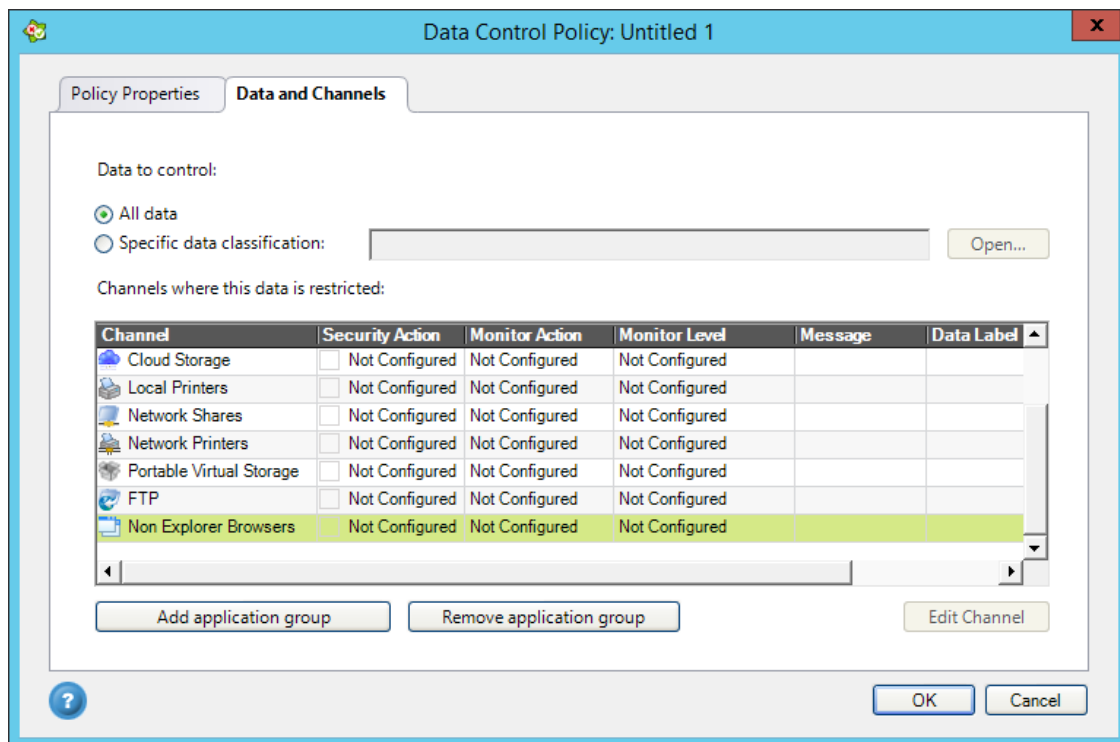 Data Control Policy: Untitled 1
x
Policy Properties Data and Channels
Data to control:
All data
Specific data classification: Open...
Channels where this data is restricted:
Channel Security Action Monitor Action Monitor Level Message Data Label
Cloud Storage Not Configured Not Configured Not Configured
Local Printers Not Configured Not Configured Not Configured
Network Shares Not Configured Not Configured Not Configured
Network Printers Not Configured Not Configured Not Configured
Portable Virtual Storage Not Configured Not Configured Not Configured
FTP Not Configured Not Configured Not Configured
Non Explorer Browsers Not Configured Not Configured Not Configured
Add application group Remove application group Edit Channel
? OK Cancel